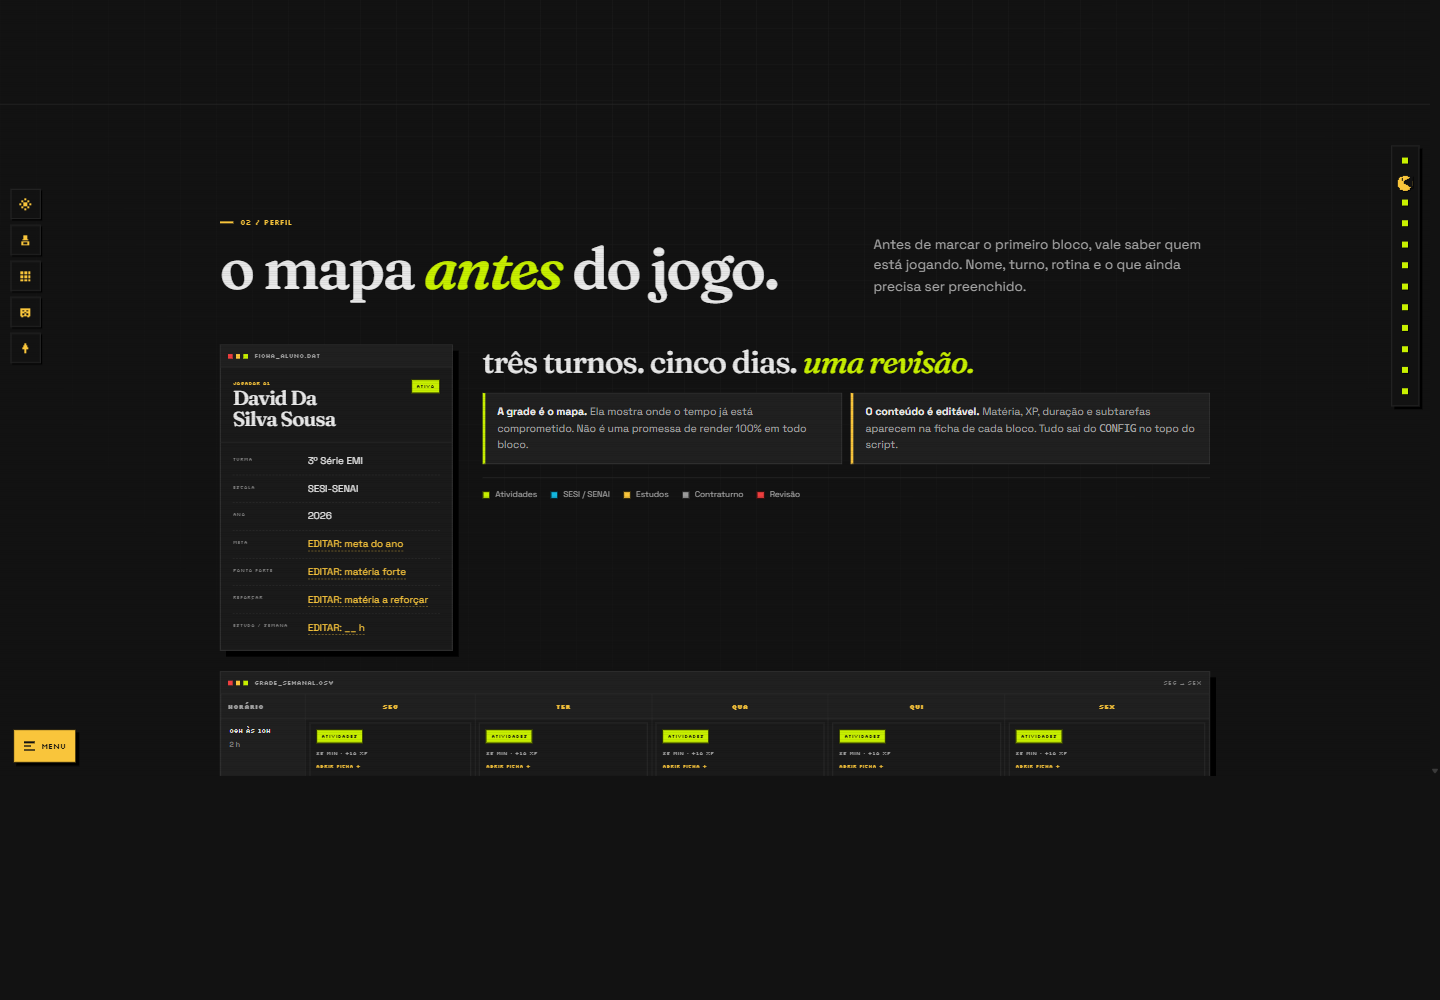 02 / PERFIL
o mapa antes do jogo.
Antes de marcar o primeiro bloco, vale saber quem
está jogando. Nome, turno, rotina e o que ainda
precisa ser preenchido.
FICHA_ALUNO.DAT
JOGADOR 01
ATIVO
David Da
Silva Sousa
TURMA
3º Série EMI
ESCOLA
SESI-SENAI
ANO
2026
META
EDITAR: meta do ano
PONTO FORTE
EDITAR: matéria forte
REFORÇAR
EDITAR: matéria a reforçar
ESTUDO / SEMANA
EDITAR: __ h
três turnos. cinco dias. uma revisão.
A grade é o mapa. Ela mostra onde o tempo já está
comprometido. Não é uma promessa de render 100% em todo
bloco.
O conteúdo é editável. Matéria, XP, duração e subtarefas
aparecem na ficha de cada bloco. Tudo sai do CONFIG no topo do
script.
Atividades
SESI / SENAI
Estudos
Contraturno
Revisão
GRADE_SEMANAL.CSV
SEG → SEX
HORÁRIO SEG TER QUA QUI SEX
08H ÀS 10H
2 h
ATIVIDADES ATIVIDADES ATIVIDADES ATIVIDADES ATIVIDADES
ABRIR FICHA + ABRIR FICHA + ABRIR FICHA + ABRIR FICHA + ABRIR FICHA +
MENU